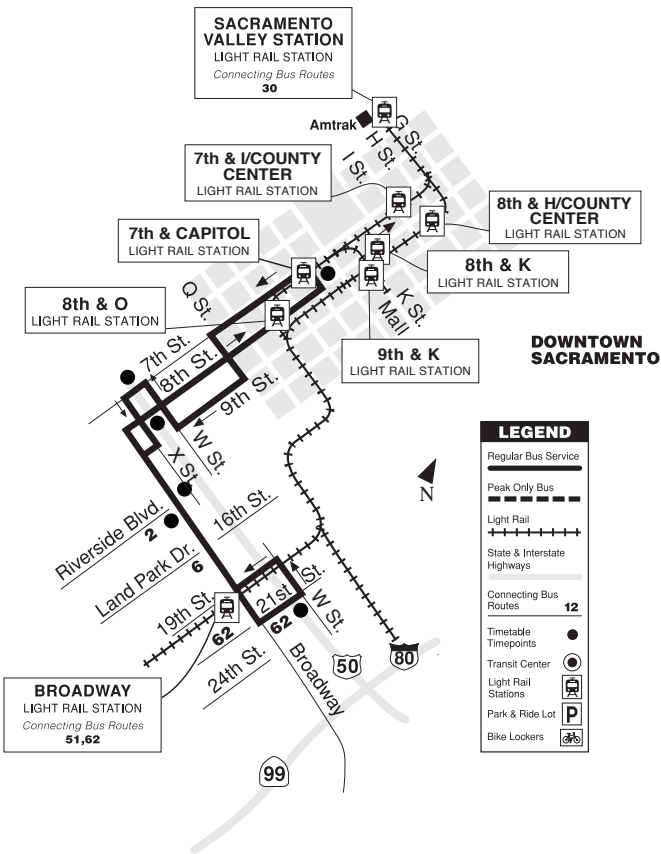 SACRAMENTO
VALLEY STATION
LIGHT RAIL STATION
Connecting Bus Routes
30
Amtrak
G St.
H St.
I St.
7th & I/COUNTY
CENTER
LIGHT RAIL STATION
8th & H/COUNTY
CENTER
LIGHT RAIL STATION
7th & CAPITOL
LIGHT RAIL STATION
8th & K
LIGHT RAIL STATION
8th & O
LIGHT RAIL STATION
Q St.
K St.
Mall
9th & K
LIGHT RAIL STATION
DOWNTOWN
SACRAMENTO
7th St.
8th St.
9th St.
W St.
X St.
16th St.
Riverside Blvd.
2
Land Park Dr.
6
19th St.
62
21st St.
62
W St.
24th St.
Broadway
N
50
80
99
BROADWAY
LIGHT RAIL STATION
Connecting Bus Routes
51,62
LEGEND
Regular Bus Service
Peak Only Bus
Light Rail
State & Interstate
Highways
Connecting Bus
Routes 12
Timetable
Timepoints
Transit Center
Light Rail
Stations
Park & Ride Lot P
Bike Lockers